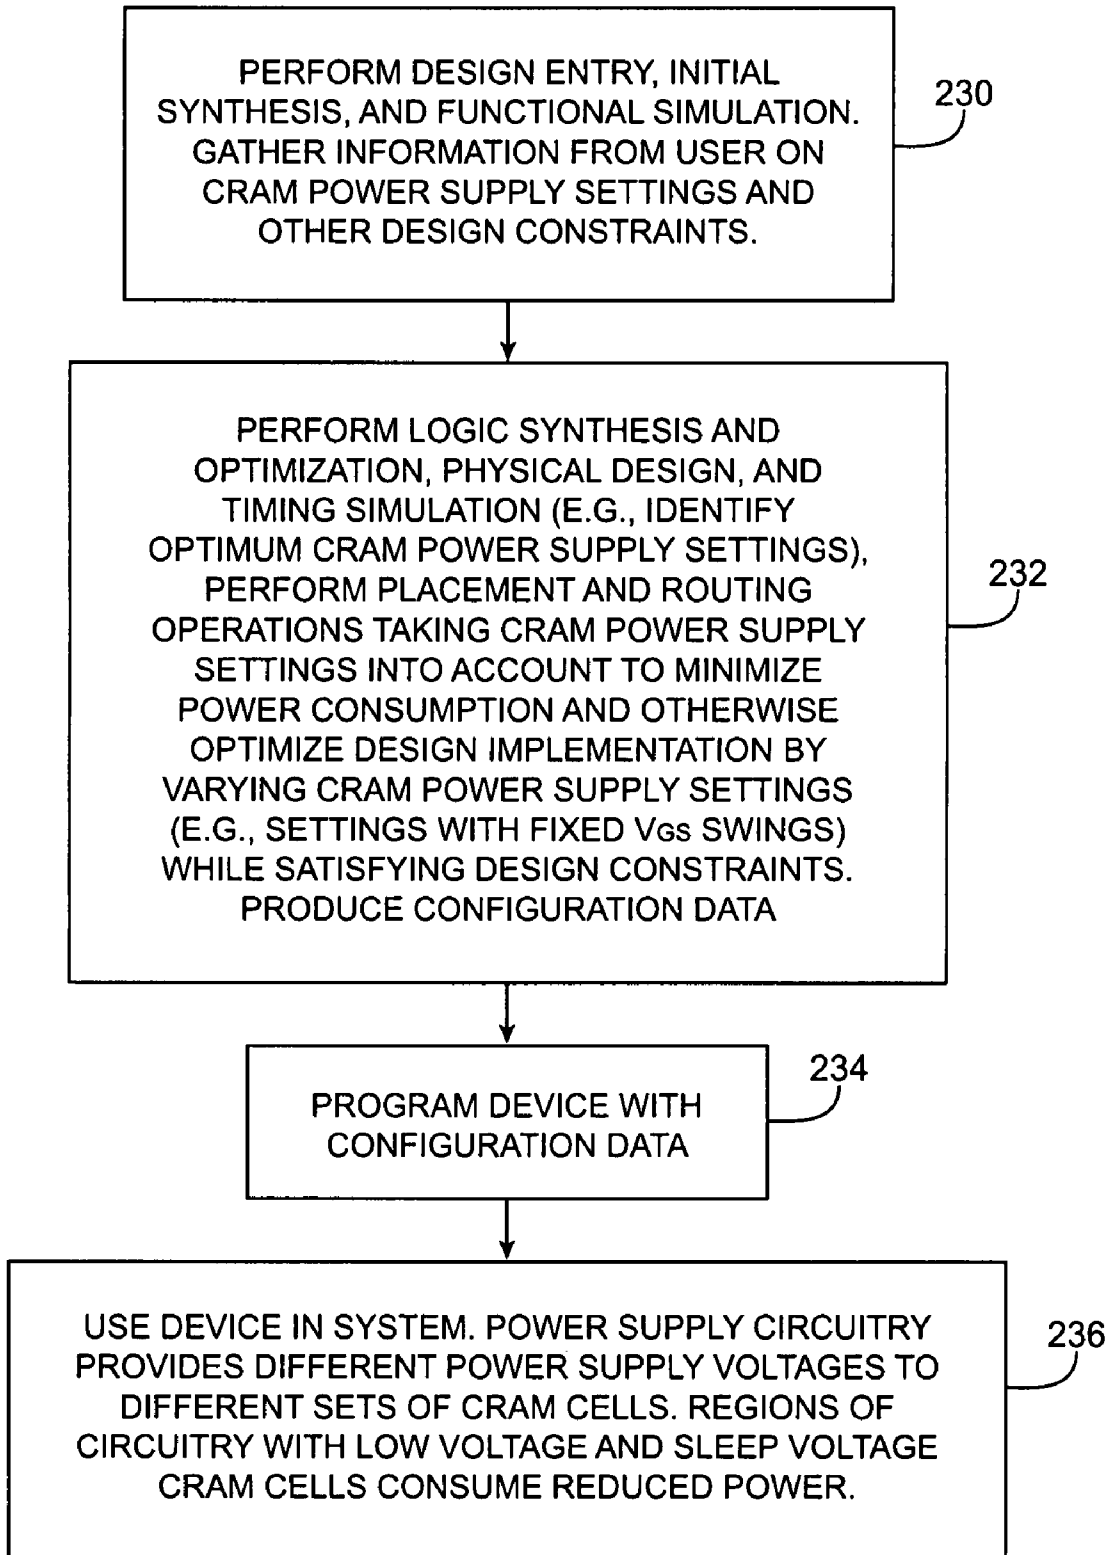 PERFORM DESIGN ENTRY, INITIAL
SYNTHESIS, AND FUNCTIONAL SIMULATION.
GATHER INFORMATION FROM USER ON
CRAM POWER SUPPLY SETTINGS AND
OTHER DESIGN CONSTRAINTS.
230
PERFORM LOGIC SYNTHESIS AND
OPTIMIZATION, PHYSICAL DESIGN, AND
TIMING SIMULATION (E.G., IDENTIFY
OPTIMUM CRAM POWER SUPPLY SETTINGS),
PERFORM PLACEMENT AND ROUTING
OPERATIONS TAKING CRAM POWER SUPPLY
SETTINGS INTO ACCOUNT TO MINIMIZE
POWER CONSUMPTION AND OTHERWISE
OPTIMIZE DESIGN IMPLEMENTATION BY
VARYING CRAM POWER SUPPLY SETTINGS
(E.G., SETTINGS WITH FIXED VGS SWINGS)
WHILE SATISFYING DESIGN CONSTRAINTS.
PRODUCE CONFIGURATION DATA
232
PROGRAM DEVICE WITH
CONFIGURATION DATA
234
USE DEVICE IN SYSTEM. POWER SUPPLY CIRCUITRY
PROVIDES DIFFERENT POWER SUPPLY VOLTAGES TO
DIFFERENT SETS OF CRAM CELLS. REGIONS OF
CIRCUITRY WITH LOW VOLTAGE AND SLEEP VOLTAGE
CRAM CELLS CONSUME REDUCED POWER.
236